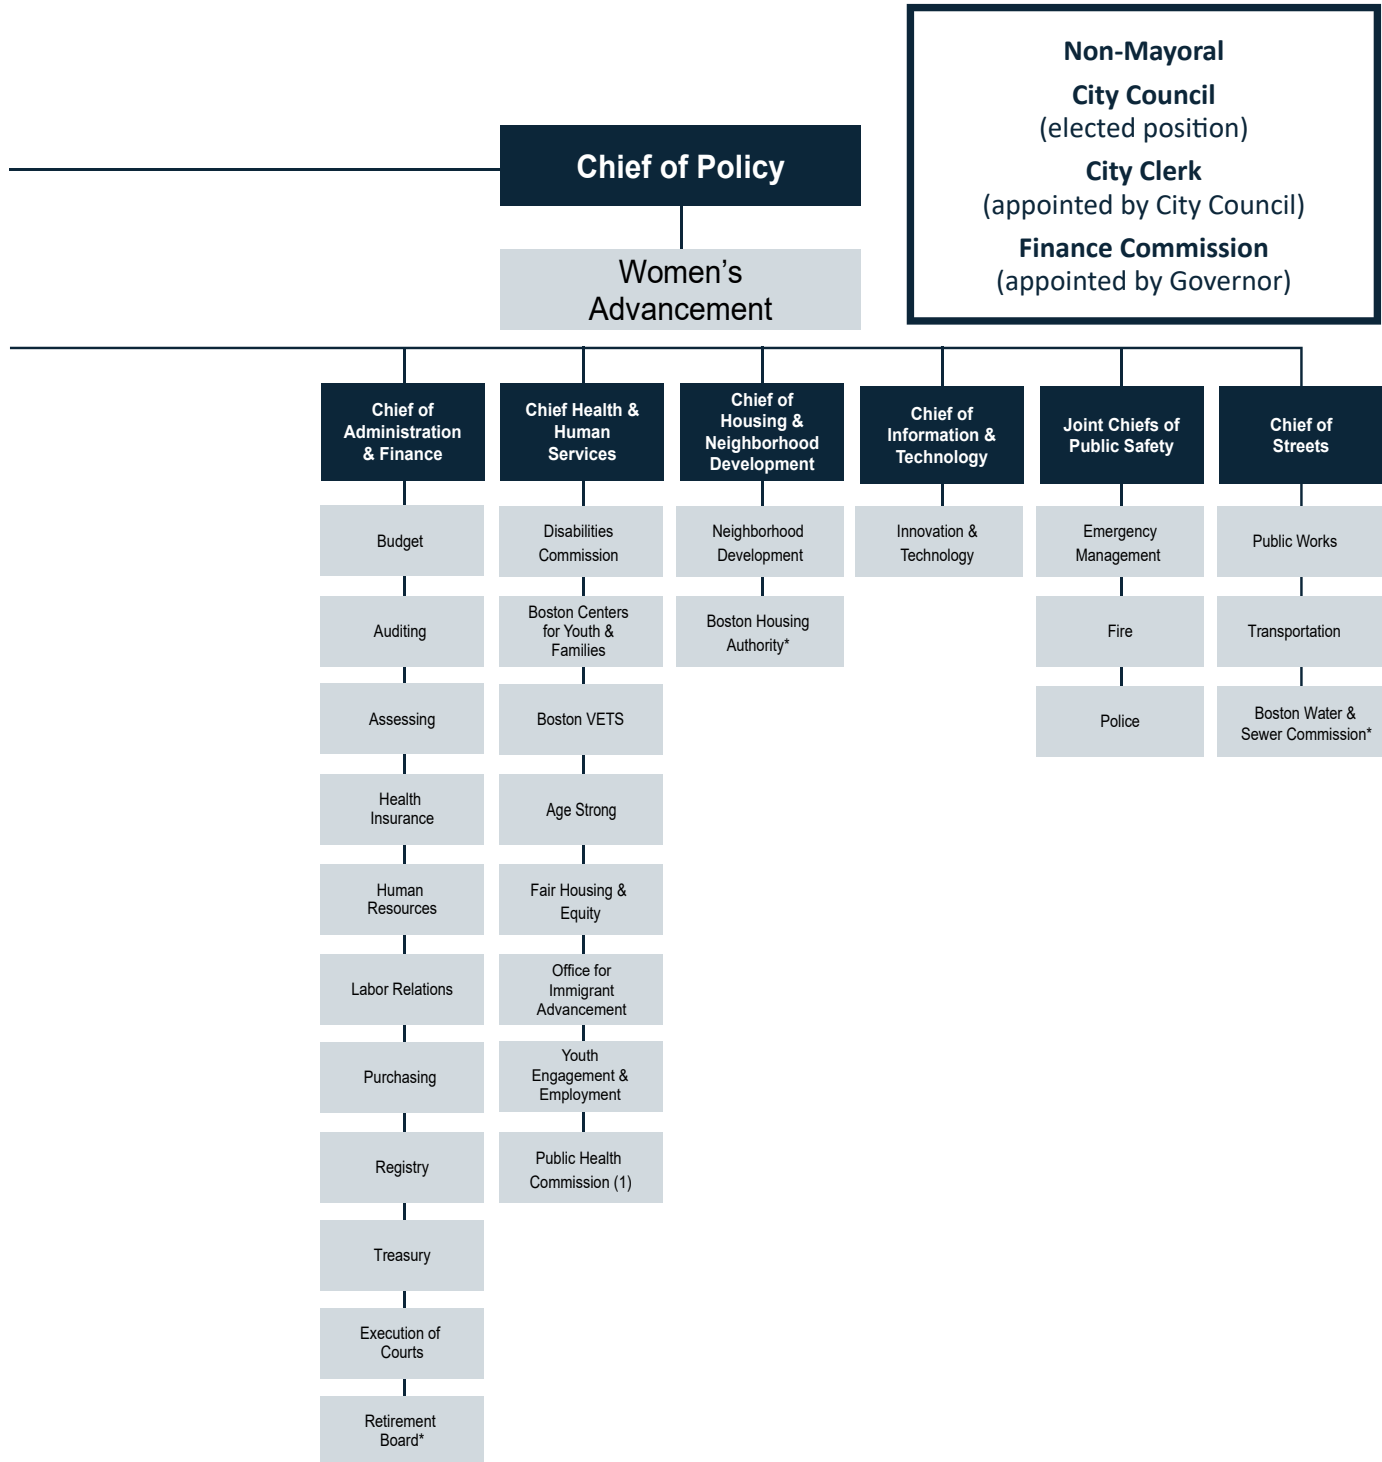 Non-Mayoral
City Council
(elected position)
City Clerk
(appointed by City Council)
Finance Commission
(appointed by Governor)
Chief of Policy
Women’s
Advancement
Chief of
Administration
& Finance
Budget
Auditing
Assessing
Health
Insurance
Human
Resources
Labor Relations
Purchasing
Registry
Treasury
Execution of
Courts
Retirement
Board*
Chief Health &
Human
Services
Disabilities
Commission
Boston Centers
for Youth &
Families
Boston VETS
Age Strong
Fair Housing &
Equity
Office for
Immigrant
Advancement
Youth
Engagement &
Employment
Public Health
Commission (1)
Chief of
Housing &
Neighborhood
Development
Neighborhood
Development
Boston Housing
Authority*
Chief of
Information &
Technology
Innovation &
Technology
Joint Chiefs of
Public Safety
Emergency
Management
Fire
Police
Chief of
Streets
Public Works
Transportation
Boston Water &
Sewer Commission*